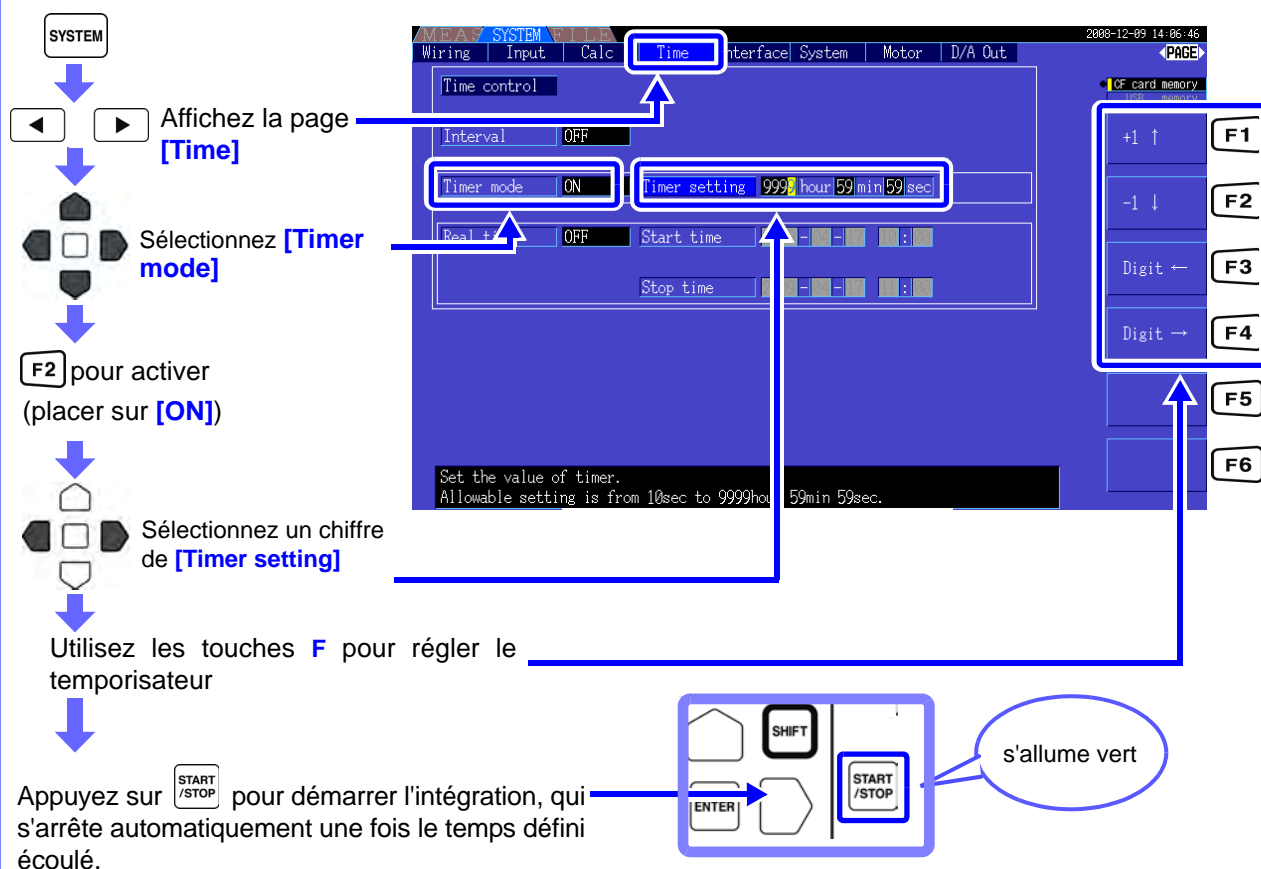 SYSTEM
Affichez la page
[Time]
Sélectionnez [Timer
mode]
F2 pour activer
(placer sur [ON])
Sélectionnez un chiffre
de [Timer setting]
Utilisez les touches F pour régler le
temporisateur
Appuyez sur START /STOP pour démarrer l'intégration, qui
s'arrête automatiquement une fois le temps défini
écoulé.
MEAS SYSTEM FILE 2008-12-09 14:06:46
Wiring Input Calc Time nterface System Motor D/A Out PAGE
CF card memory
USB memory
Time control
Interval OFF
Timer mode ON Timer setting 9999 hour 59 min 59 sec
OFF Start time
Stop time
+1 ↑ F1
-1 ↓ F2
Digit ← F3
Digit → F4
F5
F6
Set the value of timer.
Allowable setting is from 10sec to 9999hou 59min 59sec.
SHIFT
ENTER
START
/STOP
s'allume vert